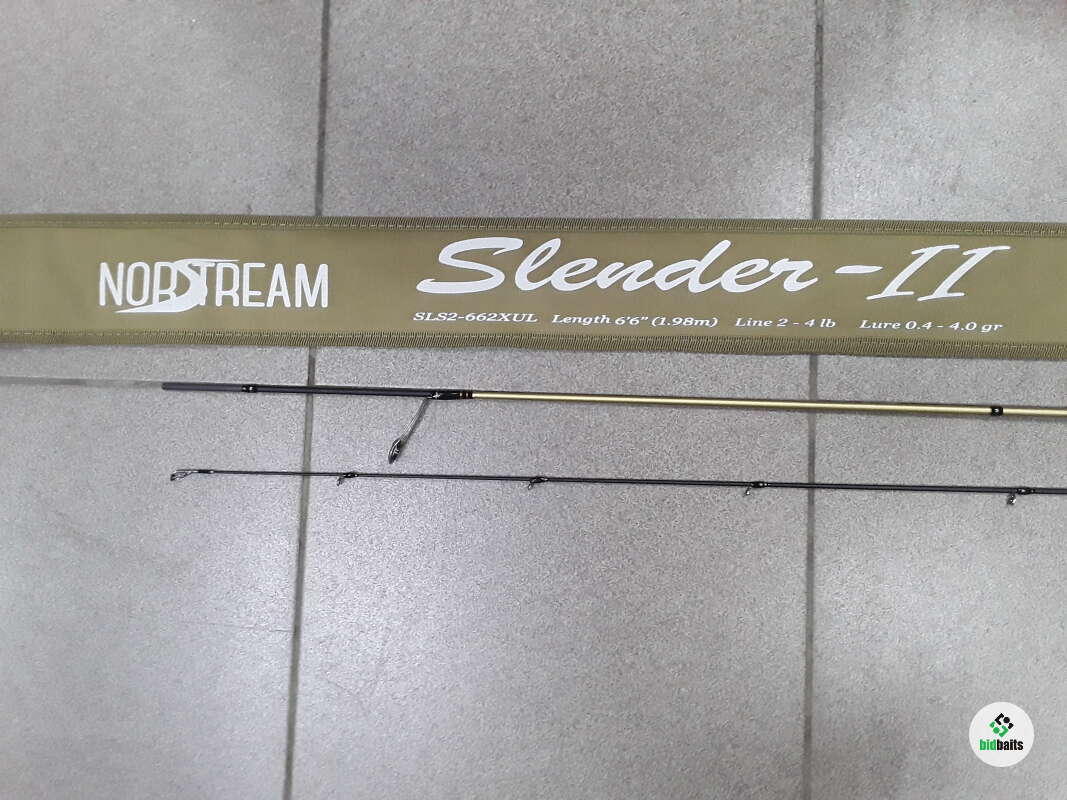 NORSTREAM
Slender-II
SLS2-662XUL Length 6'6" (1.98m) Line 2 - 4 lb Lure 0.4 - 4.0 gr
bidbaits